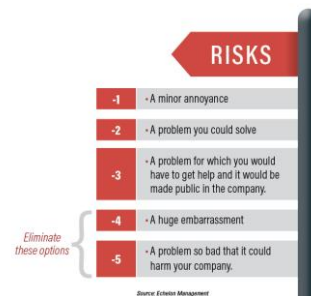 RISKS
-1 • A minor annoyance
-2 • A problem you could solve
-3 • A problem for which you would
have to get help and it would be
made public in the company.
-4 • A huge embarrassment
Eliminate
these options
-5 • A problem so bad that it could
harm your company.
Source: Echelon Management